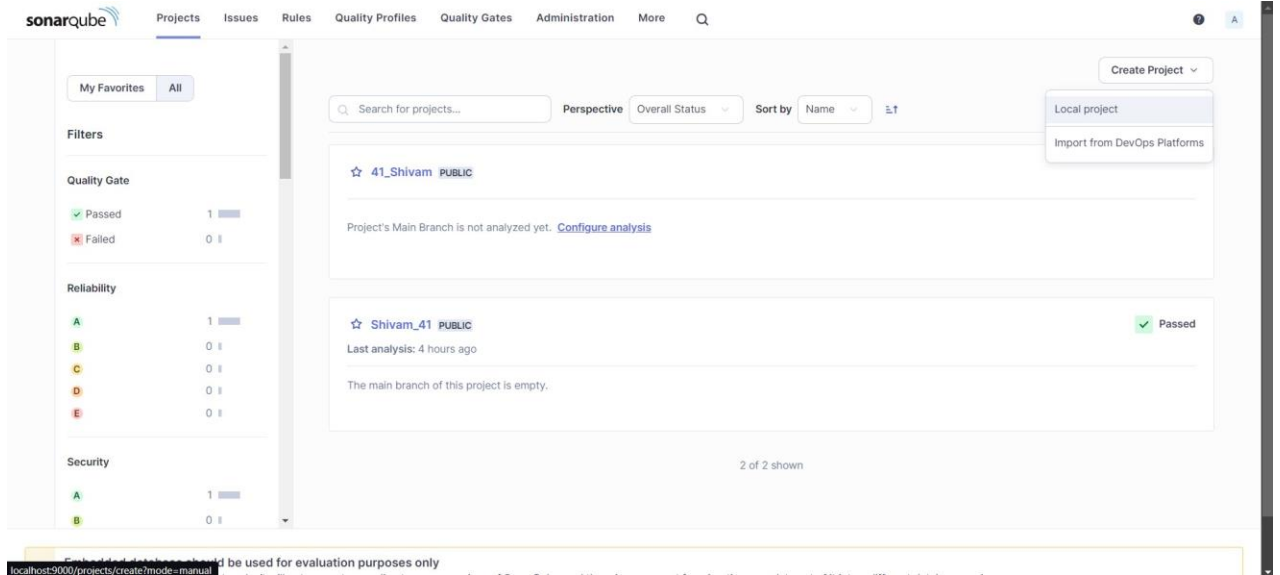 sonarqube Projects Issues Rules Quality Profiles Quality Gates Administration More A
Create Project
My Favorites All
Search for projects... Perspective Overall Status Sort by Name
Local project
Import from DevOps Platforms
Filters
Quality Gate
Passed 1
Failed 0
Reliability
A 1
B 0
C 0
D 0
E 0
Security
A 1
B 0
41_Shivam PUBLIC
Project's Main Branch is not analyzed yet. Configure analysis
Shivam_41 PUBLIC Passed
Last analysis: 4 hours ago
The main branch of this project is empty.
2 of 2 shown
Embedded database should be used for evaluation purposes only
localhost:9000/projects/create?mode=manual